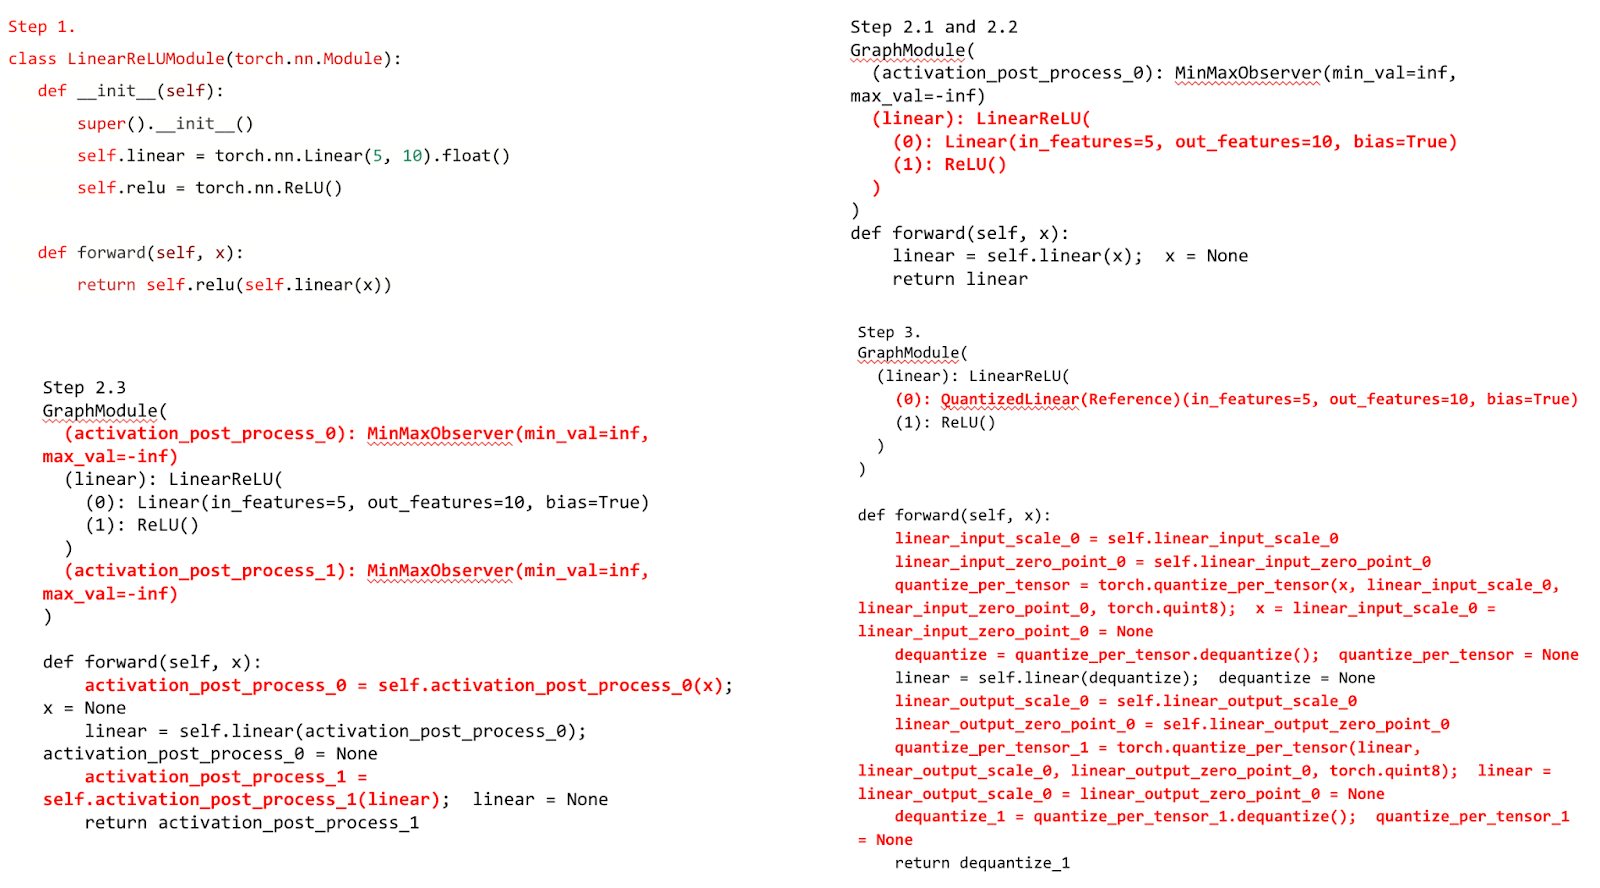 Step 1.
class LinearReLUModule(torch.nn.Module):
def __init__(self):
super().__init__()
self.linear = torch.nn.Linear(5, 10).float()
self.relu = torch.nn.ReLU()
def forward(self, x):
return self.relu(self.linear(x))
Step 2.1 and 2.2
GraphModule(
(activation_post_process_0): MinMaxObserver(min_val=inf,
max_val=-inf)
(linear): LinearReLU(
(0): Linear(in_features=5, out_features=10, bias=True)
(1): ReLU()
)
)
def forward(self, x):
linear = self.linear(x);  x = None
return linear
Step 2.3
GraphModule(
(activation_post_process_0): MinMaxObserver(min_val=inf,
max_val=-inf)
(linear): LinearReLU(
(0): Linear(in_features=5, out_features=10, bias=True)
(1): ReLU()
)
(activation_post_process_1): MinMaxObserver(min_val=inf,
max_val=-inf)
)
def forward(self, x):
activation_post_process_0 = self.activation_post_process_0(x);
x = None
linear = self.linear(activation_post_process_0);
activation_post_process_0 = None
activation_post_process_1 =
self.activation_post_process_1(linear);  linear = None
return activation_post_process_1
Step 3.
GraphModule(
(linear): LinearReLU(
(0): QuantizedLinear(Reference)(in_features=5, out_features=10, bias=True)
(1): ReLU()
)
)
def forward(self, x):
linear_input_scale_0 = self.linear_input_scale_0
linear_input_zero_point_0 = self.linear_input_zero_point_0
quantize_per_tensor = torch.quantize_per_tensor(x, linear_input_scale_0,
linear_input_zero_point_0, torch.quint8);  x = linear_input_scale_0 =
linear_input_zero_point_0 = None
dequantize = quantize_per_tensor.dequantize();  quantize_per_tensor = None
linear = self.linear(dequantize);  dequantize = None
linear_output_scale_0 = self.linear_output_scale_0
linear_output_zero_point_0 = self.linear_output_zero_point_0
quantize_per_tensor_1 = torch.quantize_per_tensor(linear,
linear_output_scale_0, linear_output_zero_point_0, torch.quint8);  linear =
linear_output_scale_0 = linear_output_zero_point_0 = None
dequantize_1 = quantize_per_tensor_1.dequantize();  quantize_per_tensor_1
= None
return dequantize_1